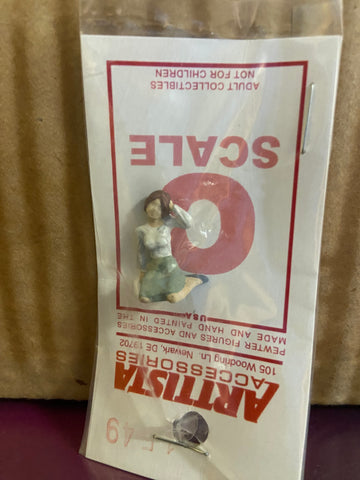 ARTTISTA
ACCESSORIES
105 Woodring Ln. Newark, DE 19702
PEWTER FIGURES AND ACCESSORIES
MADE AND HAND PAINTED IN THE
USA
O
SCALE
ADULT COLLECTIBLES
NOT FOR CHILDREN